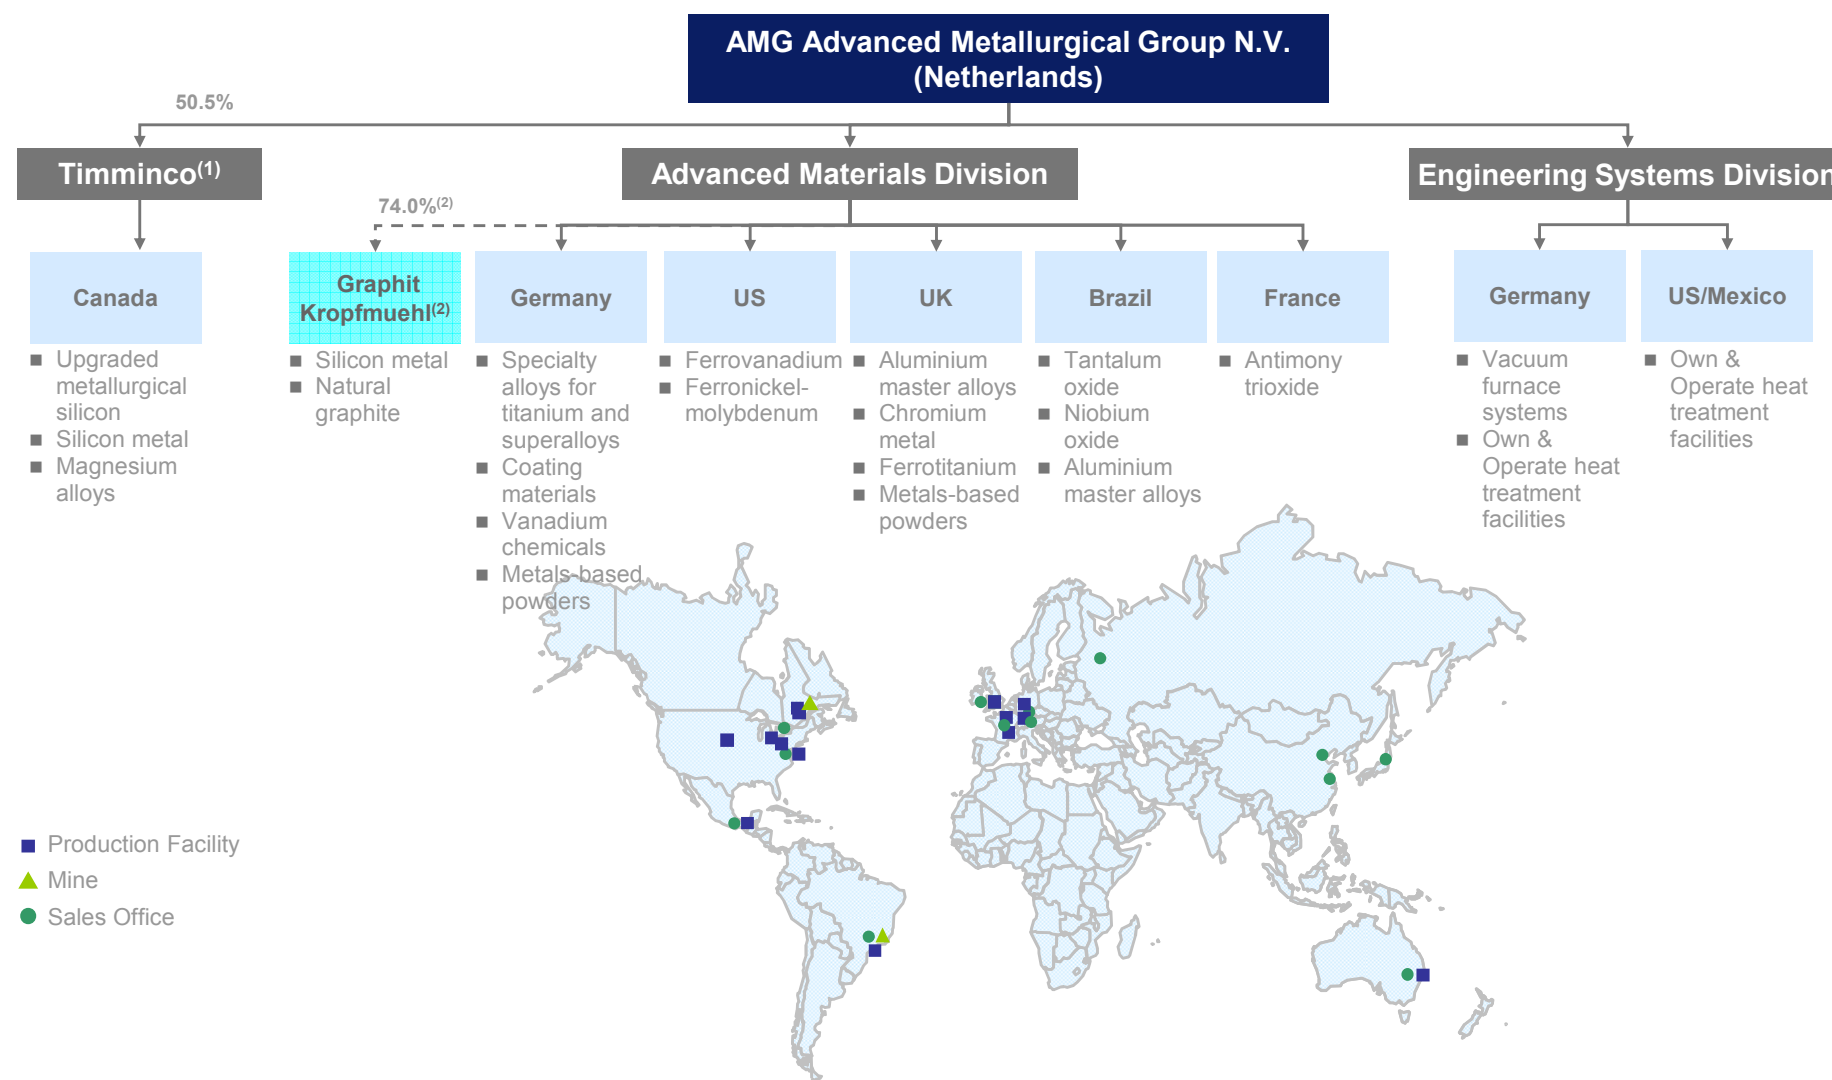 AMG Advanced Metallurgical Group N.V.
(Netherlands)
50.5%
Timminco(1)
Advanced Materials Division
Engineering Systems Division
74.0%(2)
Canada
Graphit
Kropfmuehl(2)
Germany
US
UK
Brazil
France
Germany
US/Mexico
■ Upgraded
metallurgical
silicon
■ Silicon metal
■ Magnesium
alloys
■ Silicon metal
■ Natural
graphite
■ Specialty
alloys for
titanium and
superalloys
■ Coating
materials
■ Vanadium
chemicals
■ Metals-based
powders
■ Ferrovanadium
■ Ferronickel-
molybdenum
■ Aluminium
master alloys
■ Chromium
metal
■ Ferrotitanium
■ Metals-based
powders
■ Tantalum
oxide
■ Niobium
oxide
■ Aluminium
master alloys
■ Antimony
trioxide
■ Vacuum
furnace
systems
■ Own &
Operate heat
treatment
facilities
■ Own &
Operate heat
treatment
facilities
Production Facility
Mine
Sales Office